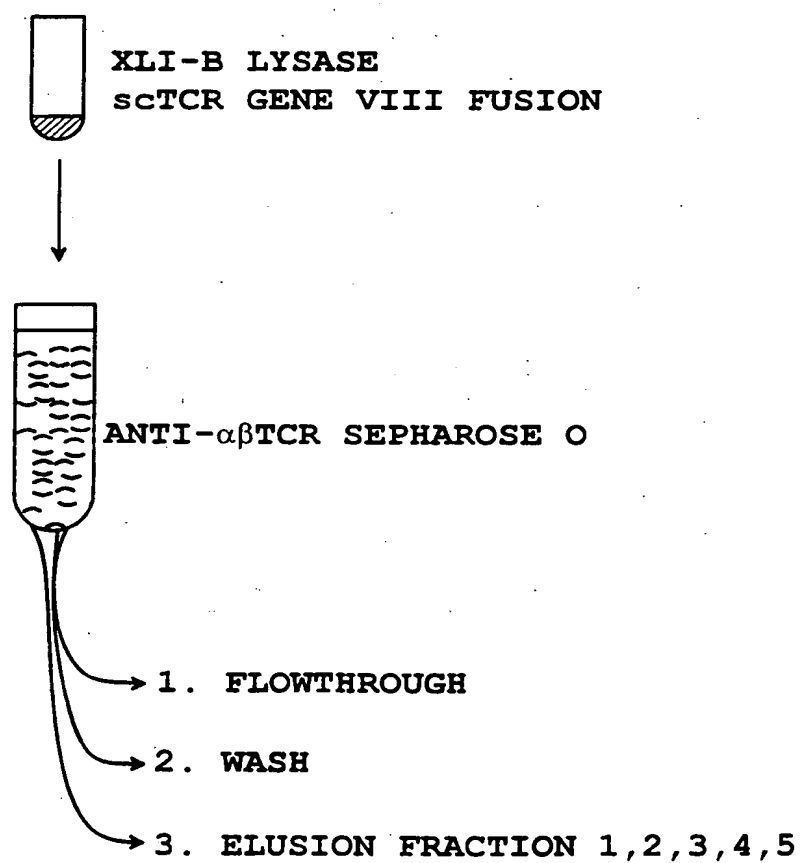 XLI-B LYSASE
scTCR GENE VIII FUSION
ANTI-αβTCR SEPHAROSE O
1. FLOWTHROUGH
2. WASH
3. ELUSION FRACTION 1,2,3,4,5